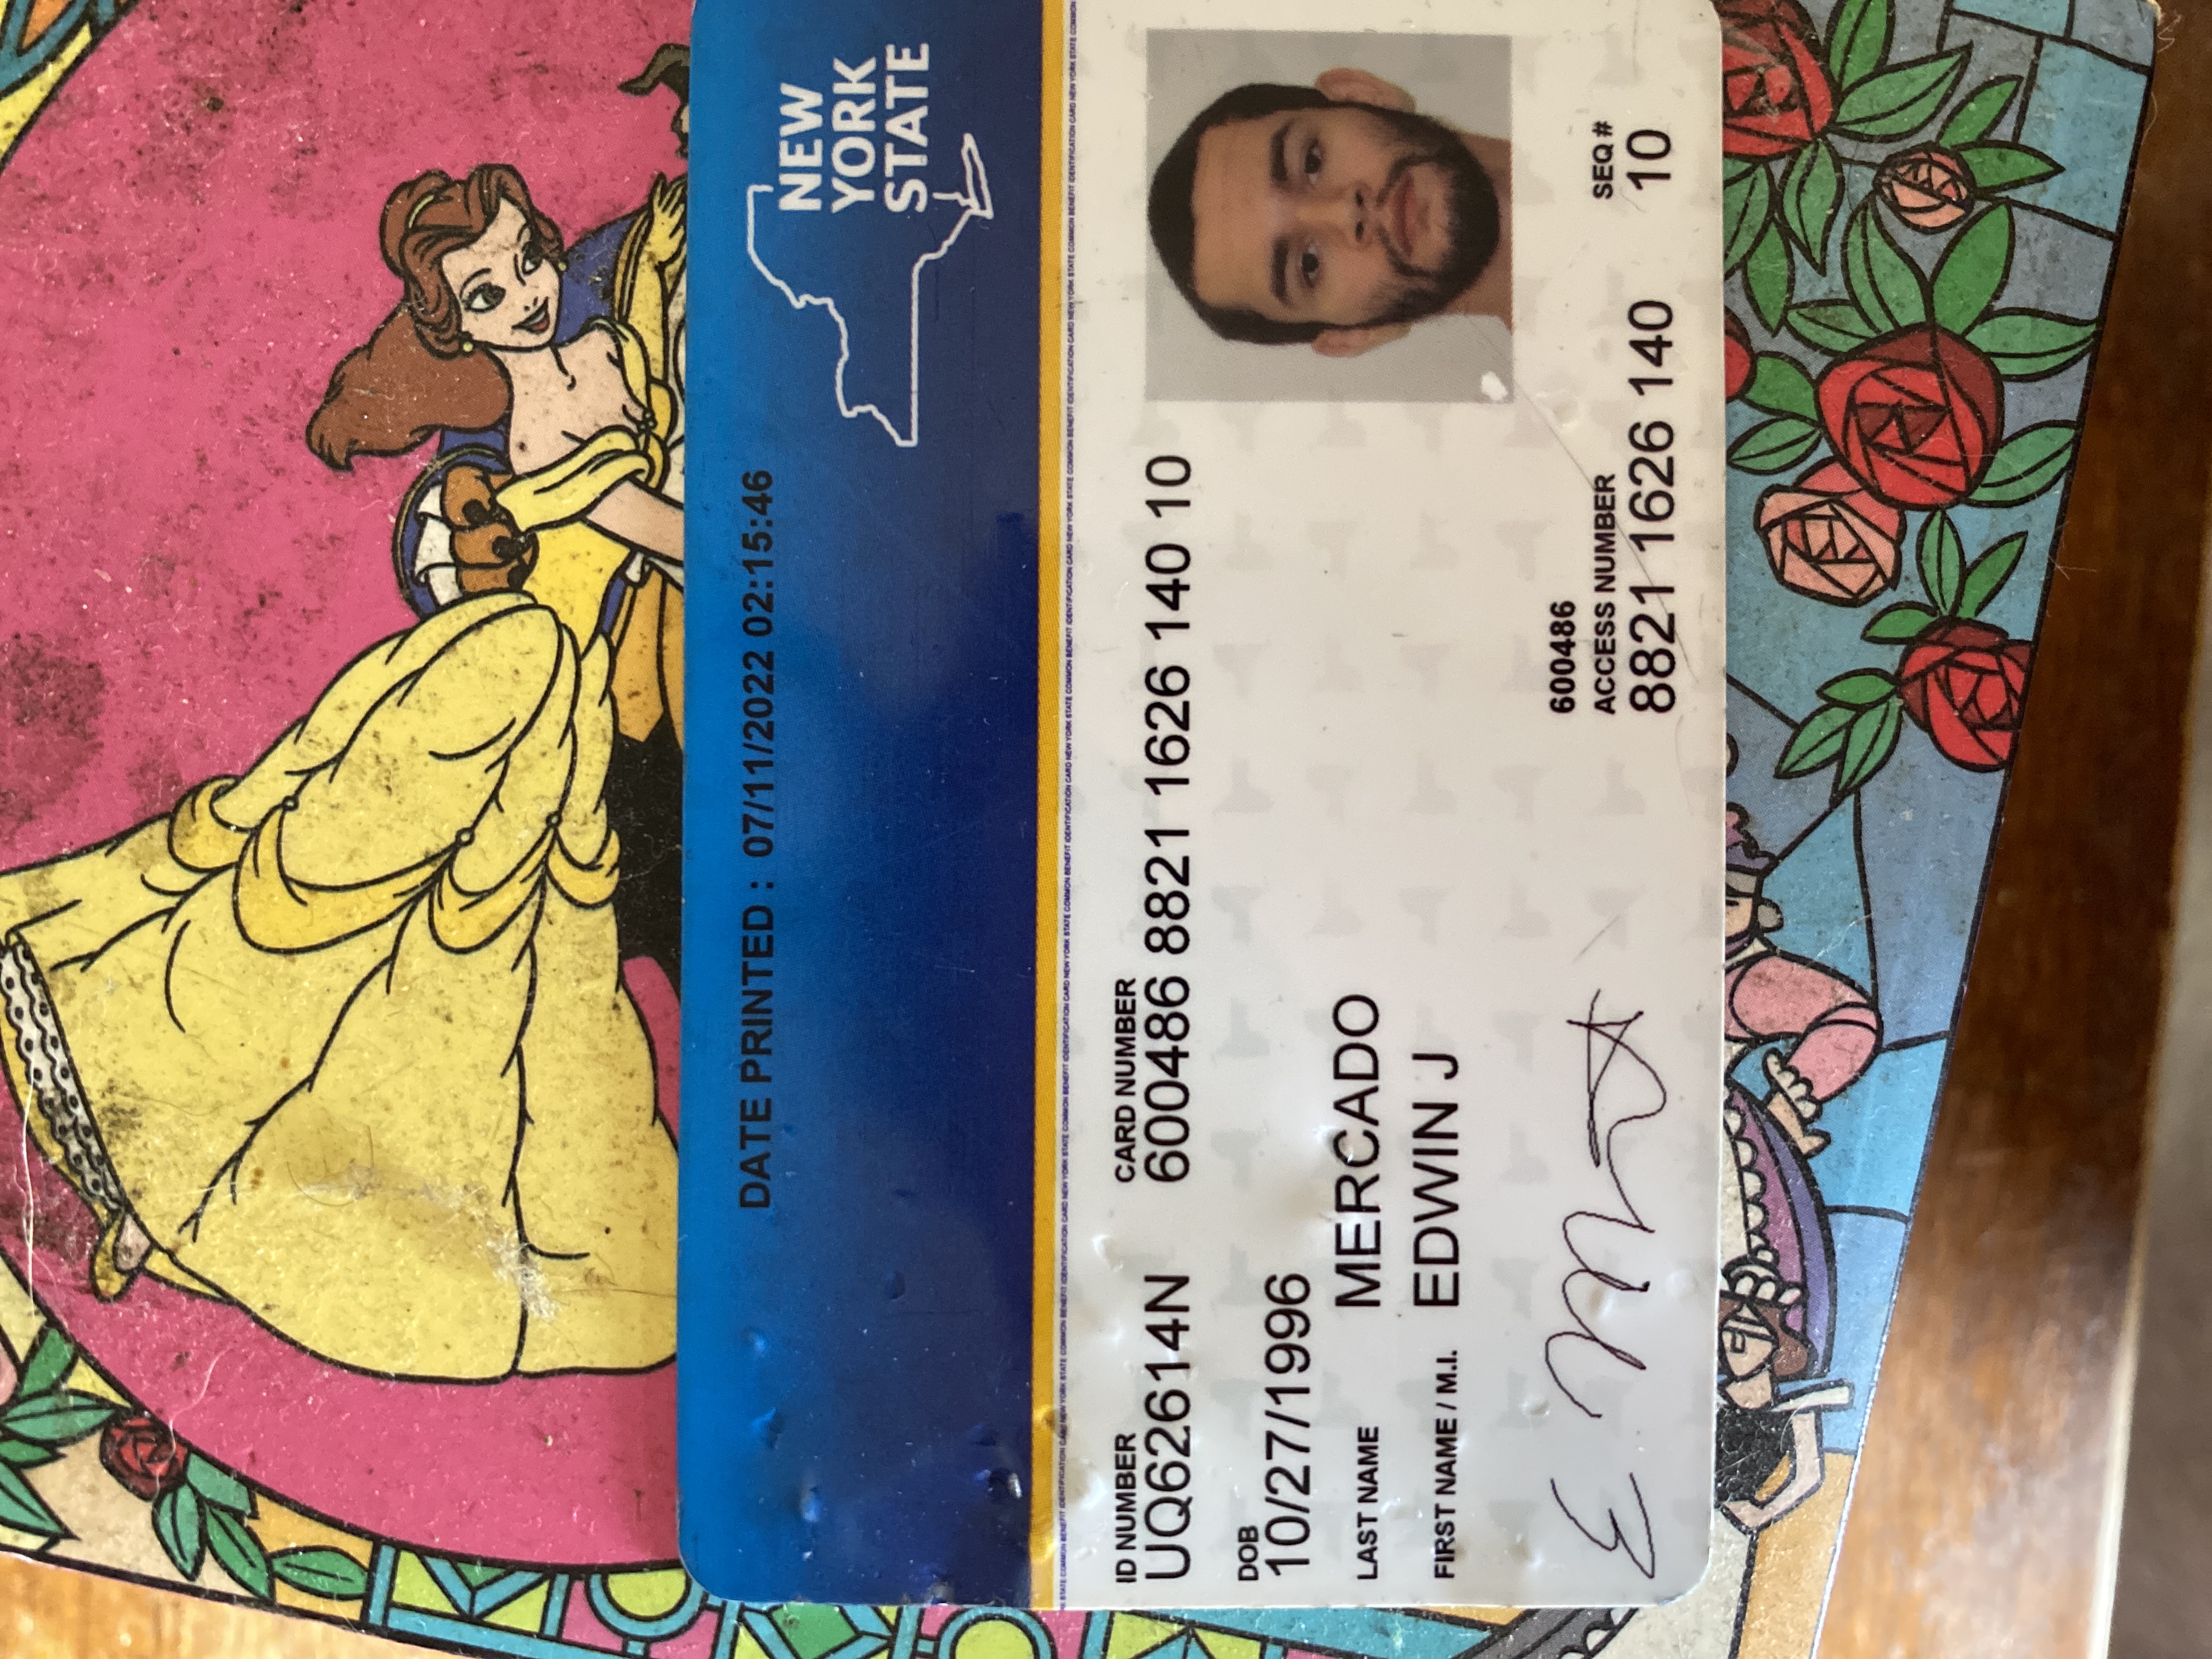 DATE PRINTED : 07/11/2022 02:15:46
NEW
YORK
STATE
ID NUMBER CARD NUMBER
UQ62614N 600486 8821 1626 140 10
DOB
10/27/1996
LAST NAME MERCADO
FIRST NAME / M.I. EDWIN J
600486
ACCESS NUMBER SEQ#
8821 1626 140 10